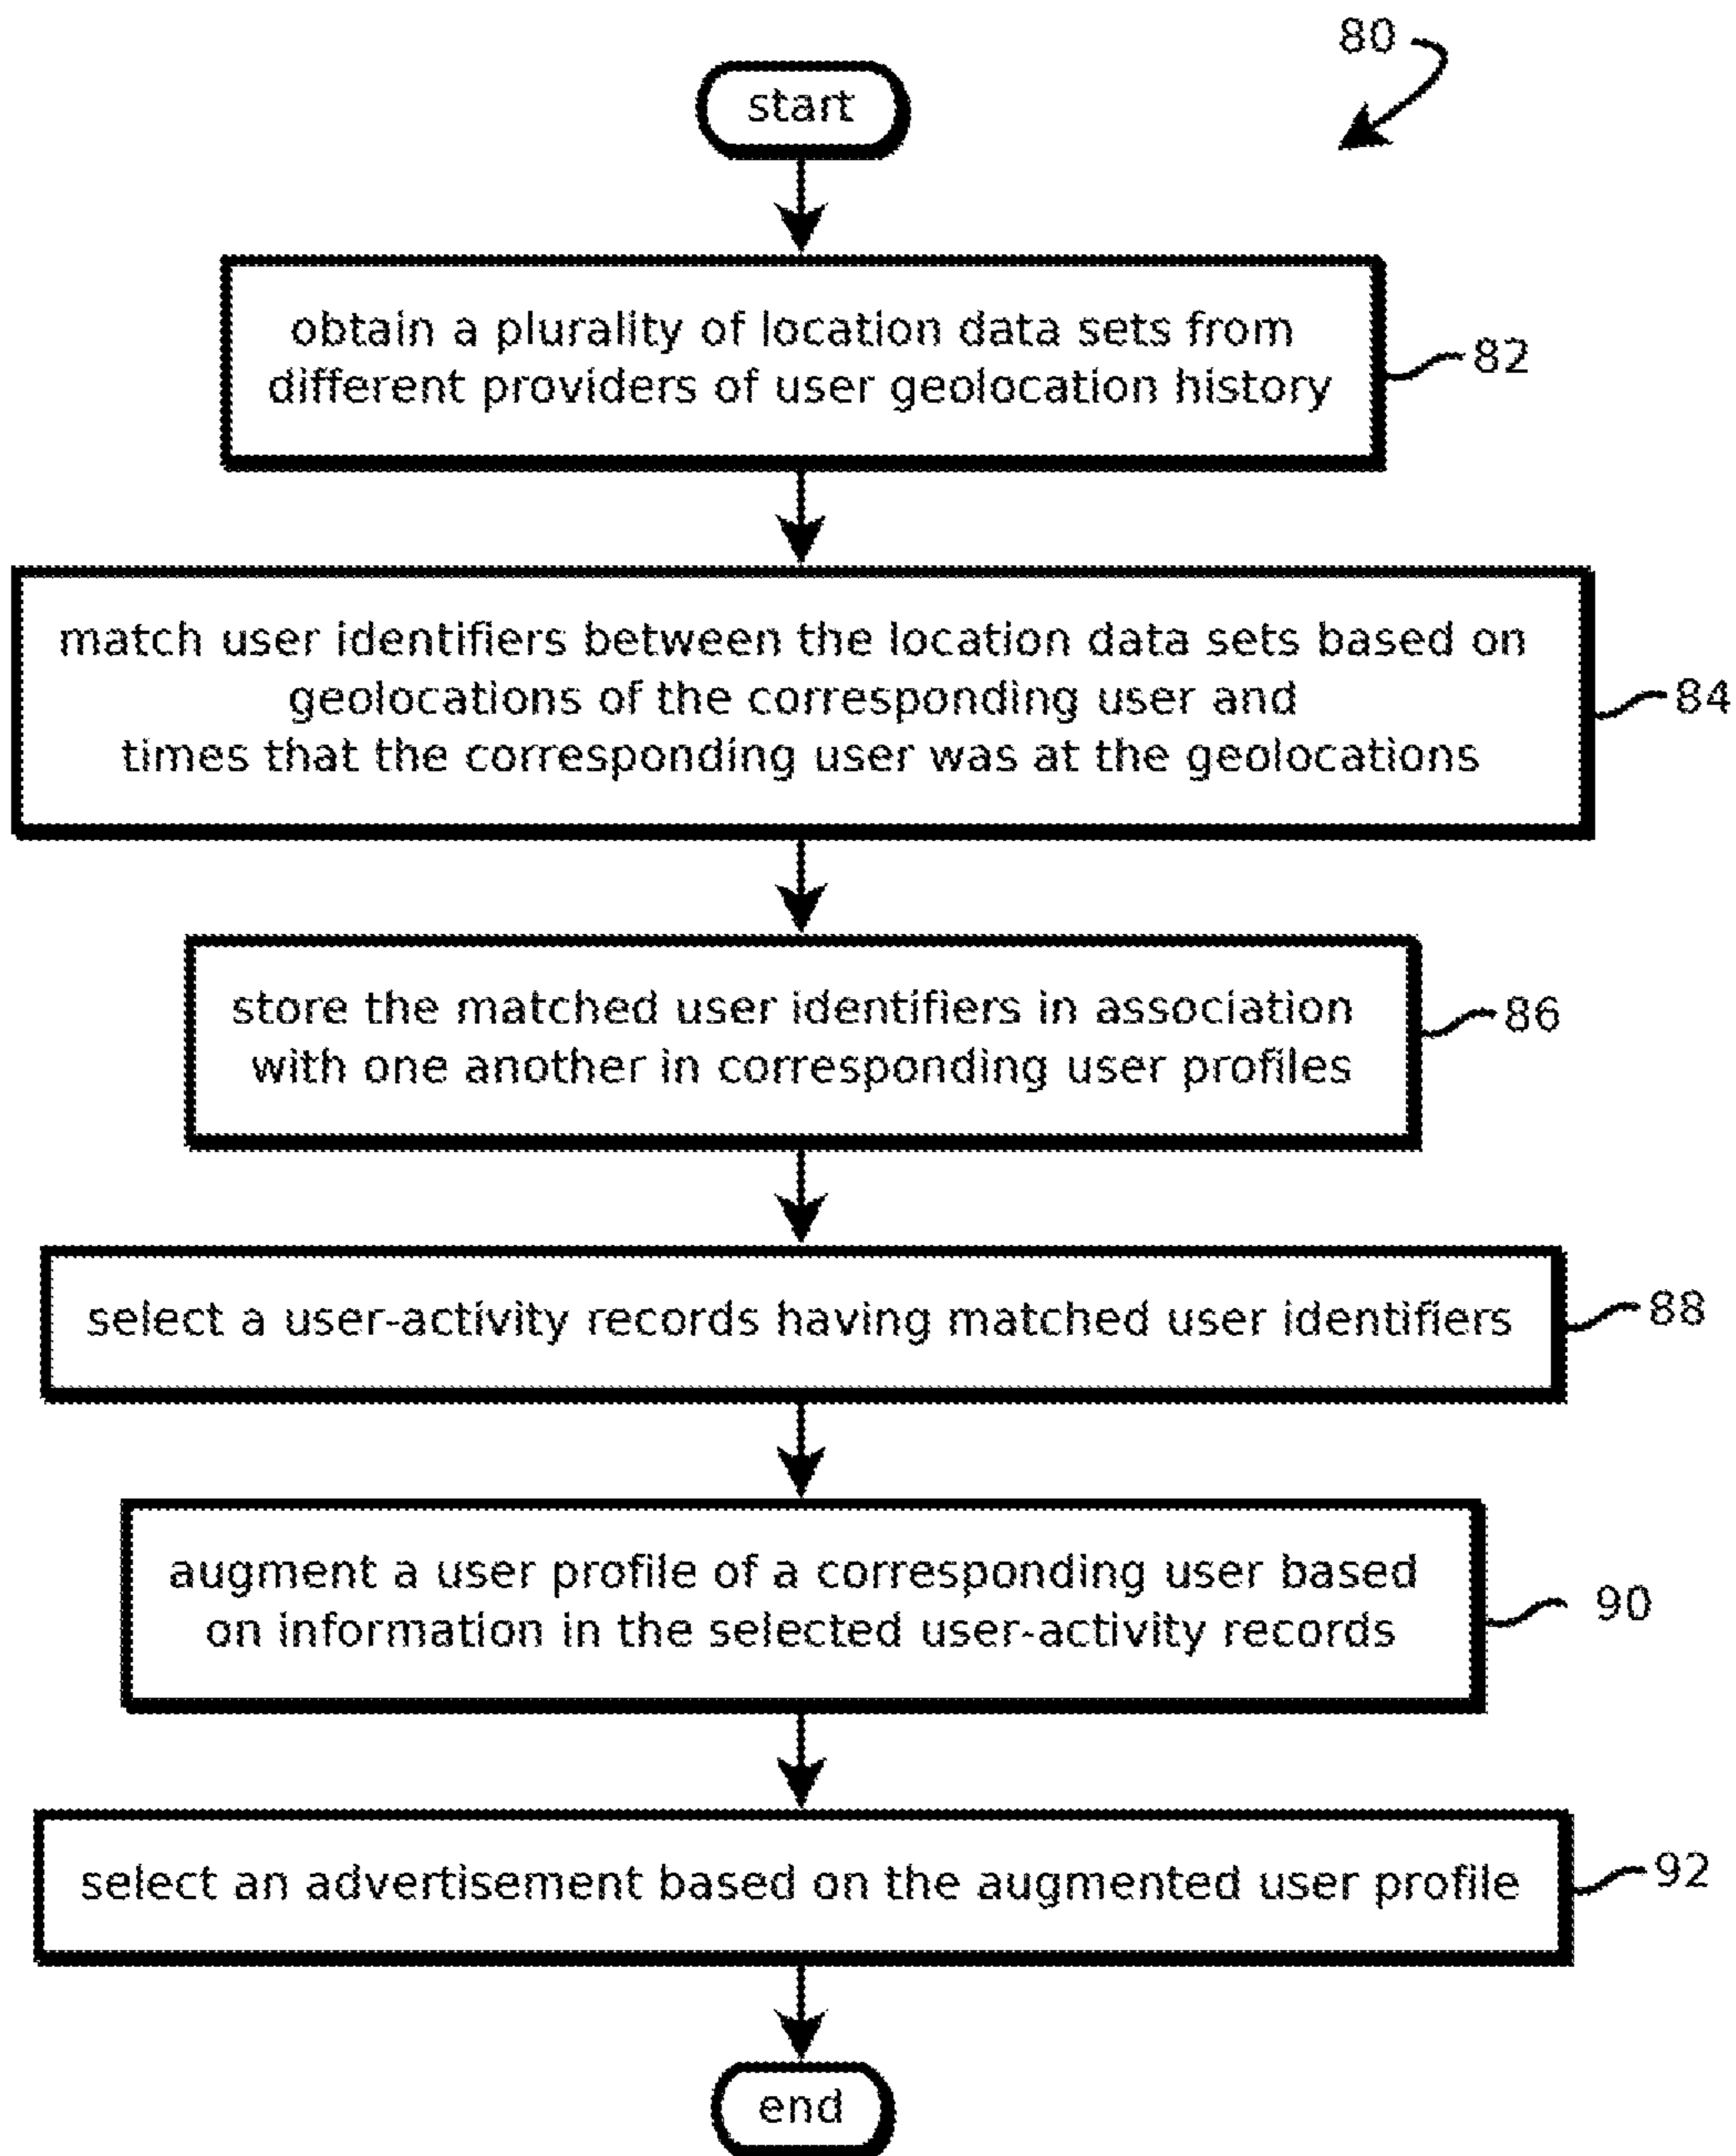 80
start
obtain a plurality of location data sets from
different providers of user geolocation history
82
match user identifiers between the location data sets based on
geolocations of the corresponding user and
times that the corresponding user was at the geolocations
84
store the matched user identifiers in association
with one another in corresponding user profiles
86
select a user-activity records having matched user identifiers
88
augment a user profile of a corresponding user based
on information in the selected user-activity records
90
select an advertisement based on the augmented user profile
92
end